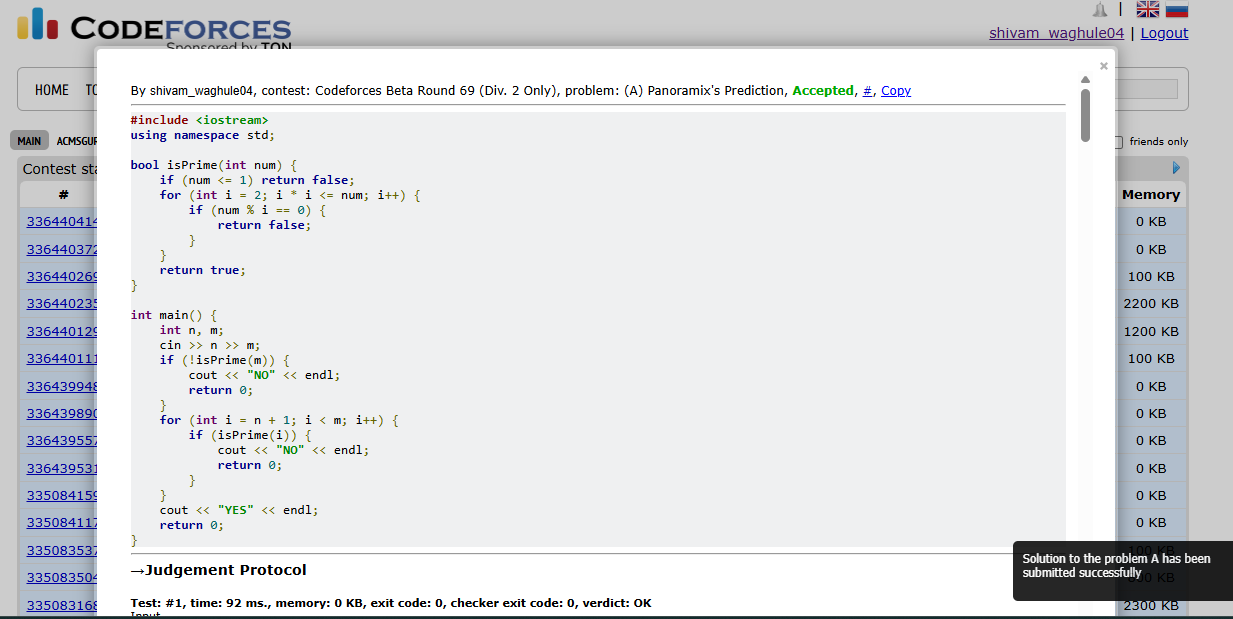 CODEFORCES
Sponsored by TON
|
shivam_waghule04 | Logout
HOME
MAIN
friends only
Contest
#
Memory
336440414 0 KB
336440372 0 KB
336440269 100 KB
336440235 2200 KB
336440129 1200 KB
336440111 100 KB
336439948 0 KB
336439890 0 KB
336439557 0 KB
336439531 0 KB
335084159 0 KB
335084117 0 KB
335083537 100 KB
335083504
335083168 2300 KB
×
By shivam_waghule04, contest: Codeforces Beta Round 69 (Div. 2 Only), problem: (A) Panoramix's Prediction, Accepted, #, Copy
#include <iostream>
using namespace std;
bool isPrime(int num) {
if (num <= 1) return false;
for (int i = 2; i * i <= num; i++) {
if (num % i == 0) {
return false;
}
}
return true;
}
int main() {
int n, m;
cin >> n >> m;
if (!isPrime(m)) {
cout << "NO" << endl;
return 0;
}
for (int i = n + 1; i < m; i++) {
if (isPrime(i)) {
cout << "NO" << endl;
return 0;
}
}
cout << "YES" << endl;
return 0;
}
→Judgement Protocol
Test: #1, time: 92 ms., memory: 0 KB, exit code: 0, checker exit code: 0, verdict: OK
Input
Solution to the problem A has been
submitted successfully